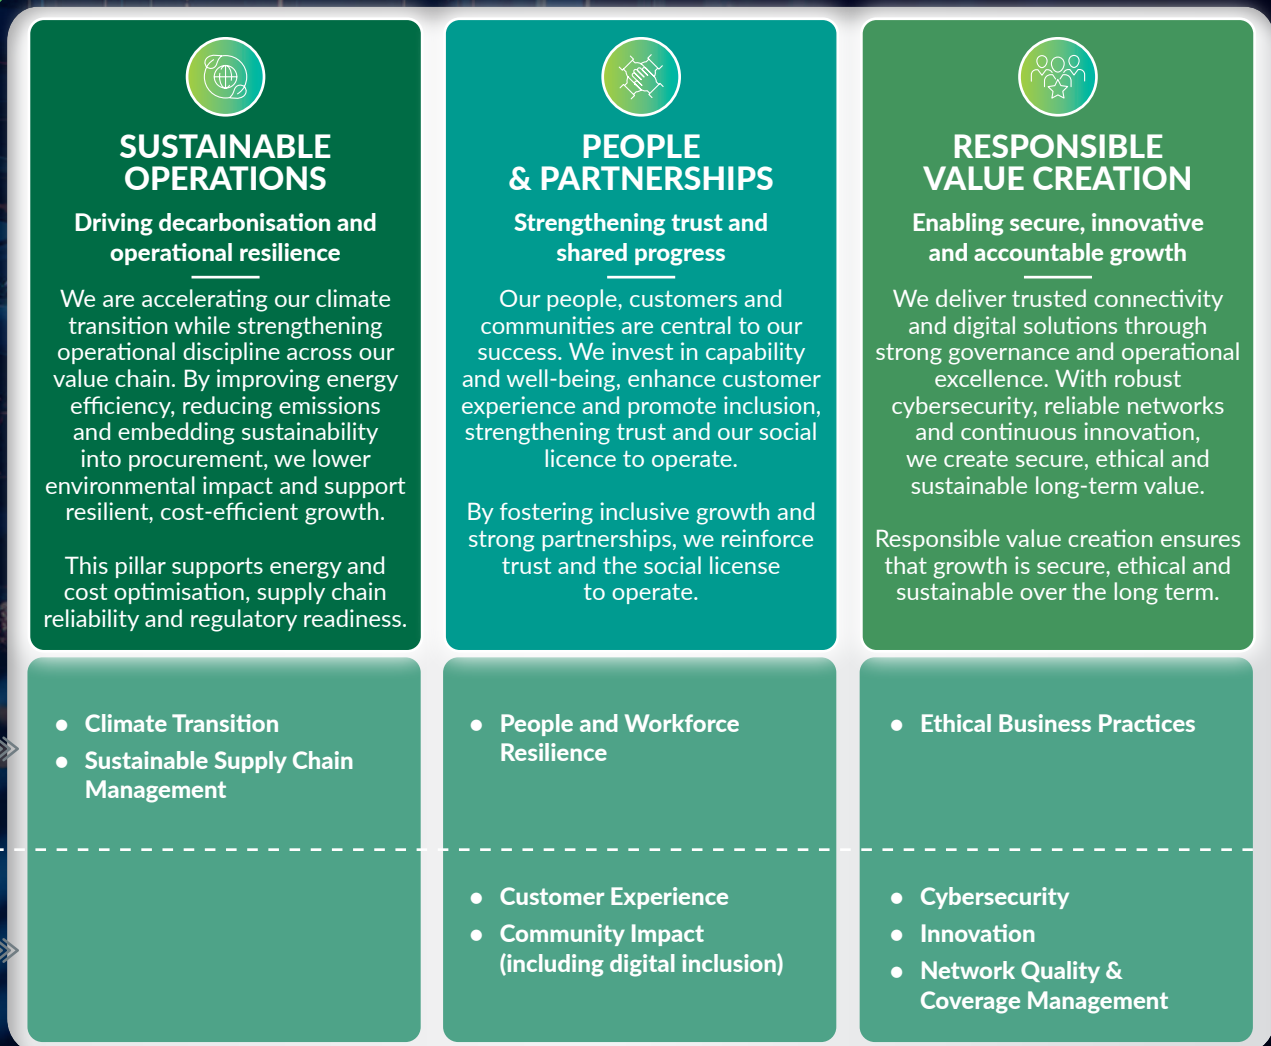 SUSTAINABLE
OPERATIONS
Driving decarbonisation and
operational resilience
We are accelerating our climate
transition while strengthening
operational discipline across our
value chain. By improving energy
efficiency, reducing emissions
and embedding sustainability
into procurement, we lower
environmental impact and support
resilient, cost-efficient growth.
This pillar supports energy and
cost optimisation, supply chain
reliability and regulatory readiness.
PEOPLE
& PARTNERSHIPS
Strengthening trust and
shared progress
Our people, customers and
communities are central to our
success. We invest in capability
and well-being, enhance customer
experience and promote inclusion,
strengthening trust and our social
licence to operate.
By fostering inclusive growth and
strong partnerships, we reinforce
trust and the social license
to operate.
RESPONSIBLE
VALUE CREATION
Enabling secure, innovative
and accountable growth
We deliver trusted connectivity
and digital solutions through
strong governance and operational
excellence. With robust
cybersecurity, reliable networks
and continuous innovation,
we create secure, ethical and
sustainable long-term value.
Responsible value creation ensures
that growth is secure, ethical and
sustainable over the long term.
• Climate Transition
• Sustainable Supply Chain
Management
• People and Workforce
Resilience
• Ethical Business Practices
• Customer Experience
• Community Impact
(including digital inclusion)
• Cybersecurity
• Innovation
• Network Quality &
Coverage Management